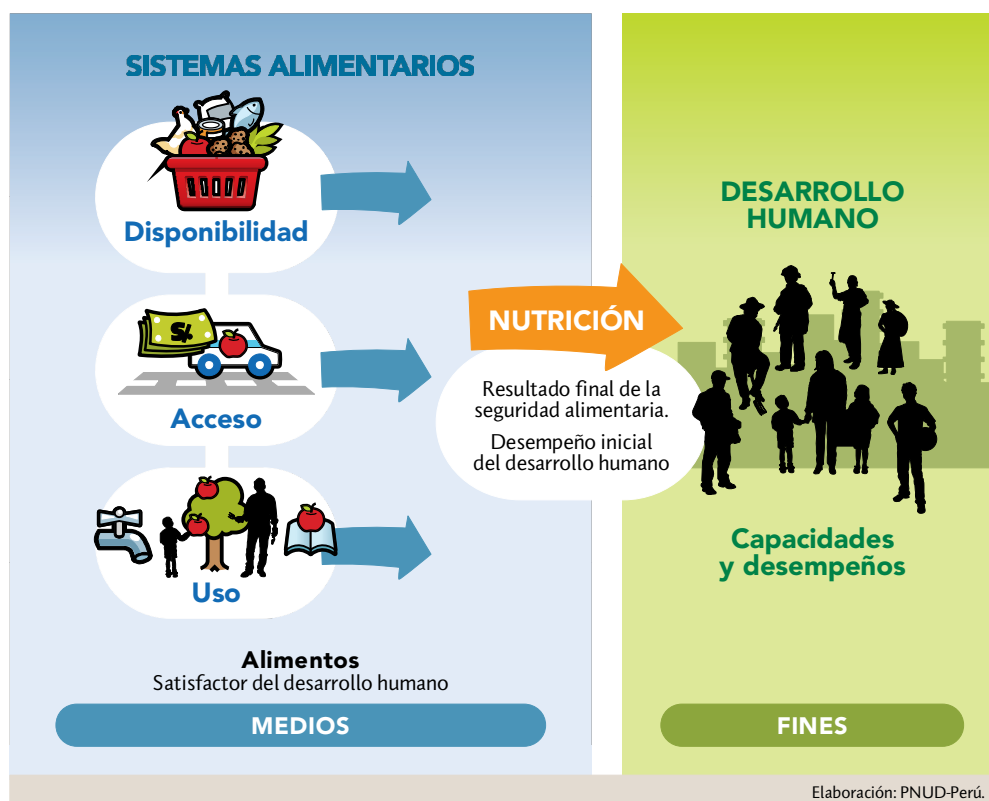 SISTEMAS ALIMENTARIOS
Disponibilidad
S/.
Acceso
Uso
Alimentos
Satisfactor del desarrollo humano
MEDIOS
NUTRICIÓN
Resultado final de la
seguridad alimentaria.
Desempeño inicial
del desarrollo humano
DESARROLLO
HUMANO
Capacidades
y desempeños
FINES
Elaboración: PNUD-Perú.